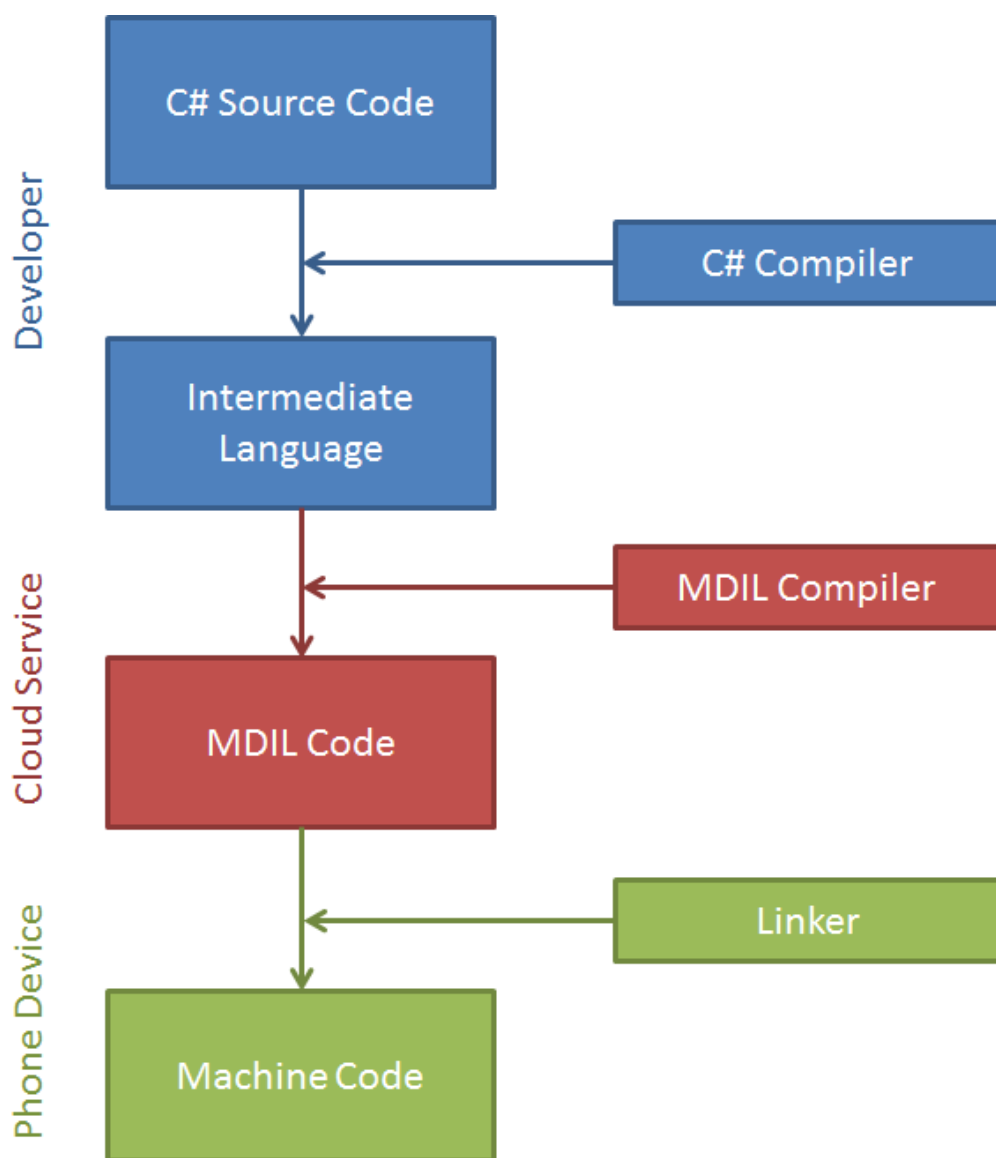 C# Source Code
Developer
C# Compiler
Intermediate
Language
Cloud Service
MDIL Compiler
MDIL Code
Phone Device
Linker
Machine Code